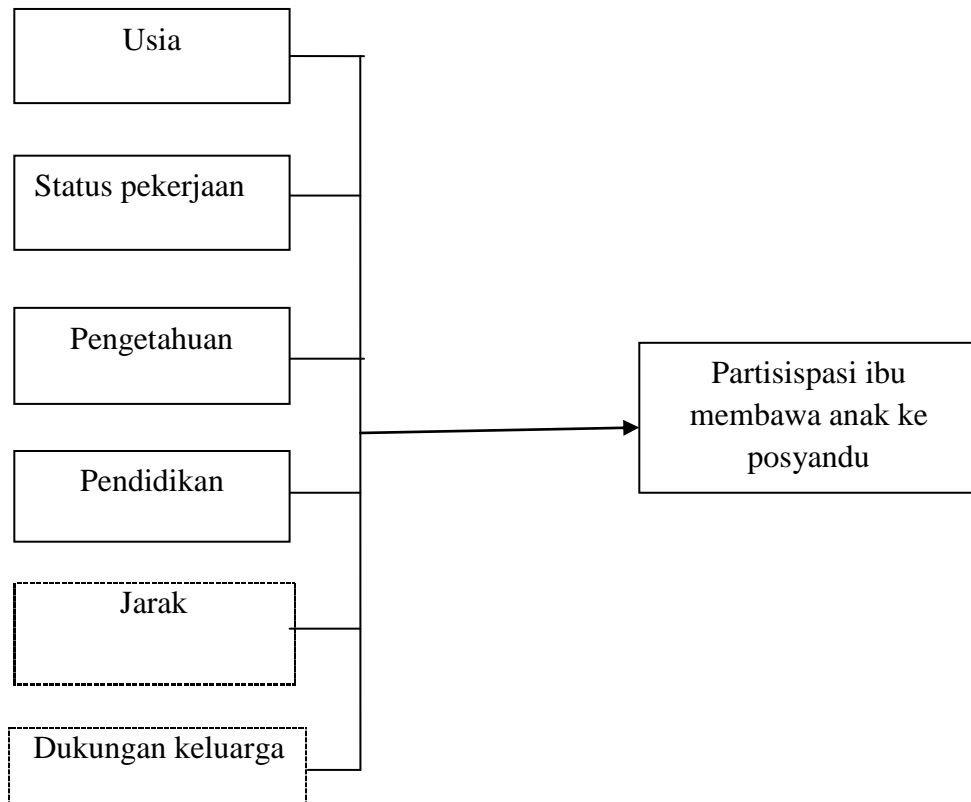 Usia
Status pekerjaan
Pengetahuan
Partisispasi ibu
membawa anak ke
posyandu
Pendidikan
Jarak
Dukungan keluarga